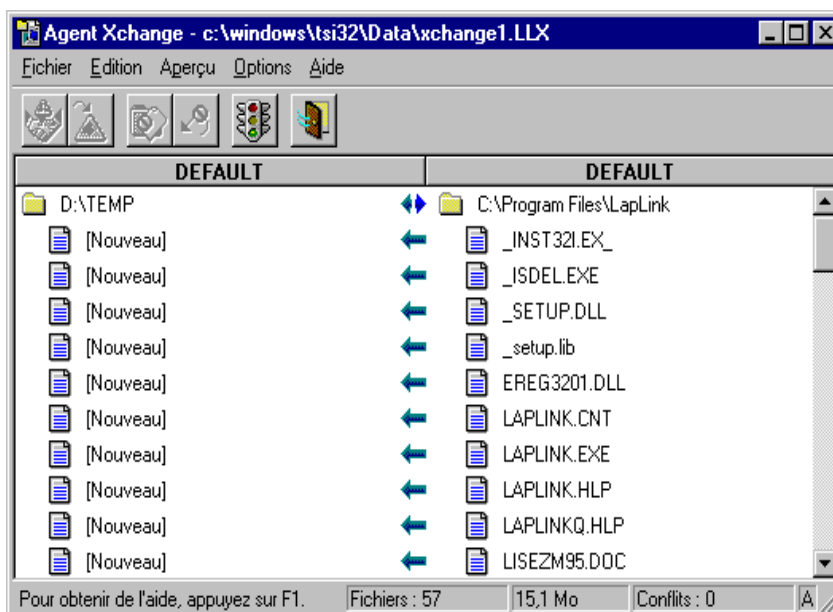 Agent Xchange - c:\windows\tsi32\Data\xchange1.LLX
Fichier Edition Aperçu Options Aide
DEFAULT DEFAULT
D:\TEMP C:\Program Files\LapLink
[Nouveau] _INST32I.EX_
[Nouveau] _ISDEL.EXE
[Nouveau] _SETUP.DLL
[Nouveau] _setup.lib
[Nouveau] EREG3201.DLL
[Nouveau] LAPLINK.CNT
[Nouveau] LAPLINK.EXE
[Nouveau] LAPLINK.HLP
[Nouveau] LAPLINKQ.HLP
[Nouveau] LISEZM95.DOC
Pour obtenir de l'aide, appuyez sur F1. Fichiers : 57 15,1 Mo Conflits : 0 A